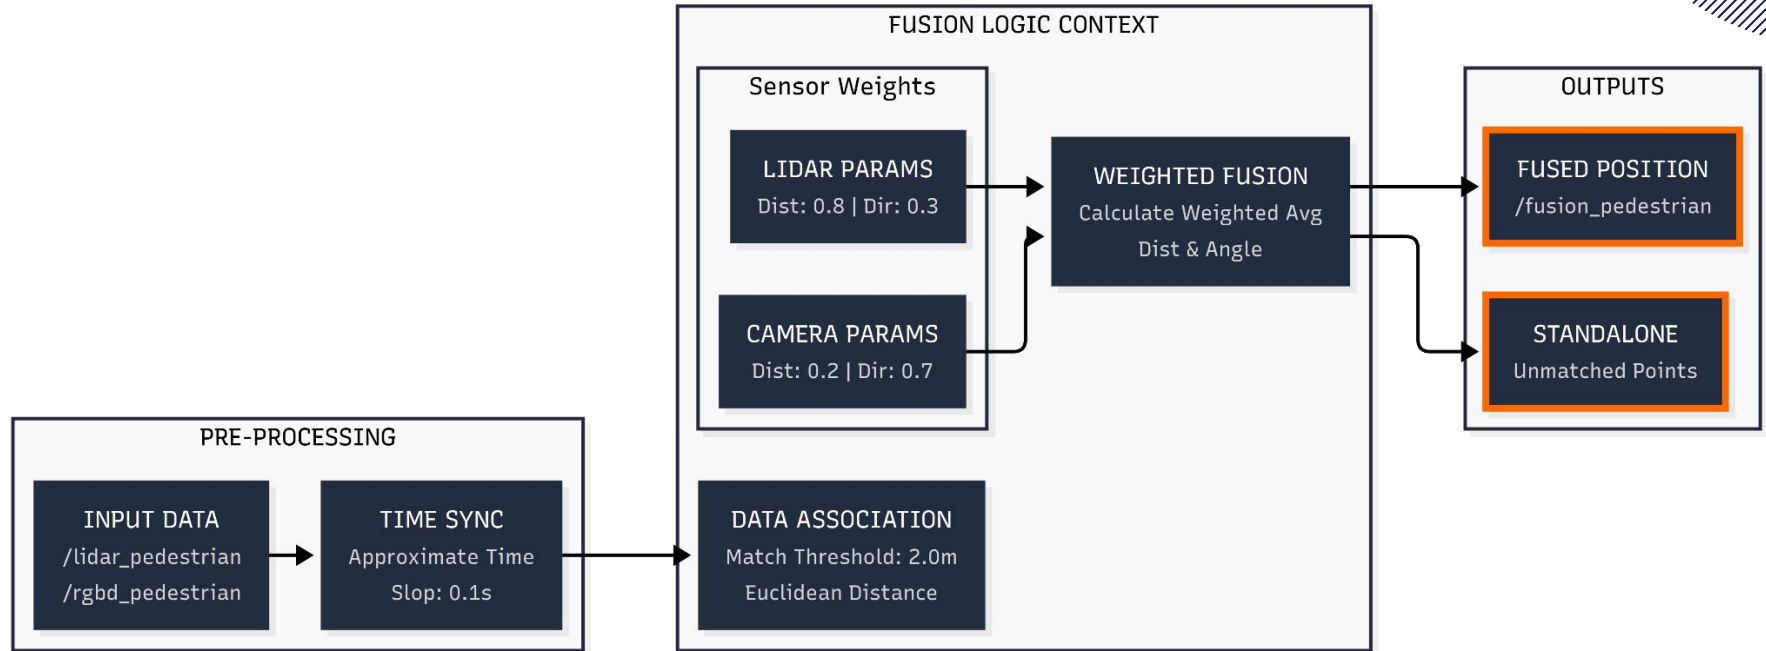 FUSION LOGIC CONTEXT
Sensor Weights
LIDAR PARAMS
Dist: 0.8 | Dir: 0.3
CAMERA PARAMS
Dist: 0.2 | Dir: 0.7
WEIGHTED FUSION
Calculate Weighted Avg
Dist & Angle
OUTPUTS
FUSED POSITION
/fusion_pedestrian
STANDALONE
Unmatched Points
PRE-PROCESSING
INPUT DATA
/lidar_pedestrian
/rgbd_pedestrian
TIME SYNC
Approximate Time
Slop: 0.1s
DATA ASSOCIATION
Match Threshold: 2.0m
Euclidean Distance